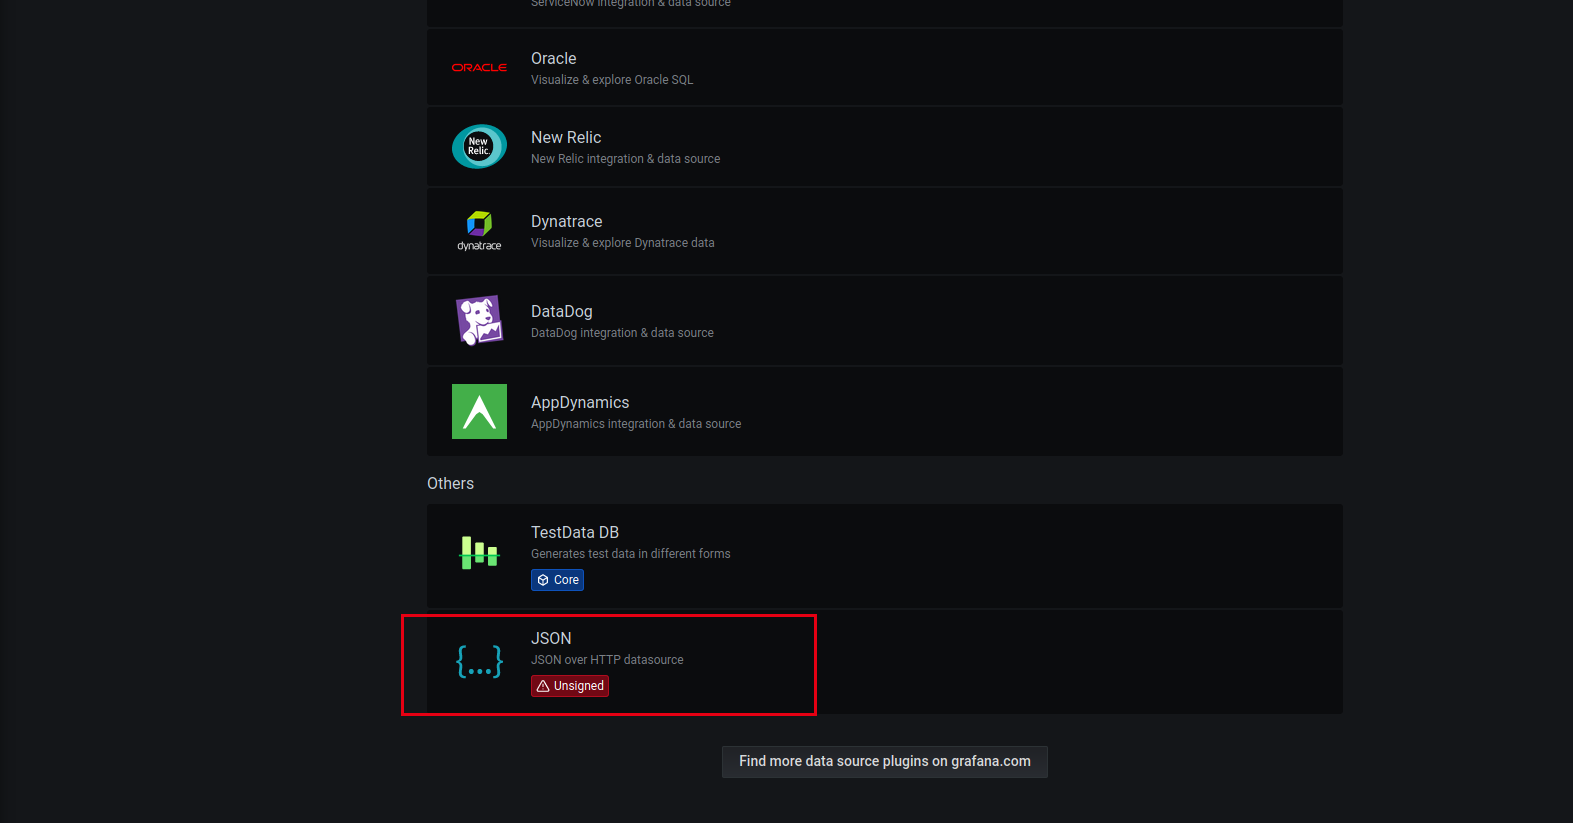 ServiceNow integration & data source
ORACLE
Oracle
Visualize & explore Oracle SQL
New
Relic.
New Relic
New Relic integration & data source
dynatrace
Dynatrace
Visualize & explore Dynatrace data
DataDog
DataDog integration & data source
AppDynamics
AppDynamics integration & data source
Others
TestData DB
Generates test data in different forms
Core
{...}
JSON
JSON over HTTP datasource
Unsigned
Find more data source plugins on grafana.com